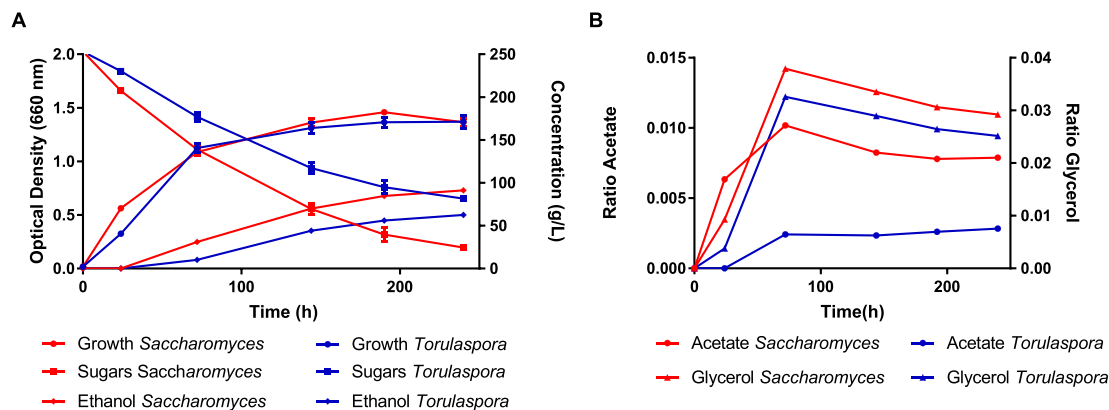 A
B
Optical Density (660 nm)
2.0
1.5
1.0
0.5
0.0
0
100
200
Time (h)
250
200
150
100
50
0
Concentration (g/L)
Ratio Acetate
0.015
0.010
0.005
0.000
0
100
200
Time(h)
0.04
0.03
0.02
0.01
0.00
Ratio Glycerol
Growth Saccharomyces
Growth Torulaspora
Sugars Saccharomyces
Sugars Torulaspora
Ethanol Saccharomyces
Ethanol Torulaspora
Acetate Saccharomyces
Acetate Torulaspora
Glycerol Saccharomyces
Glycerol Torulaspora